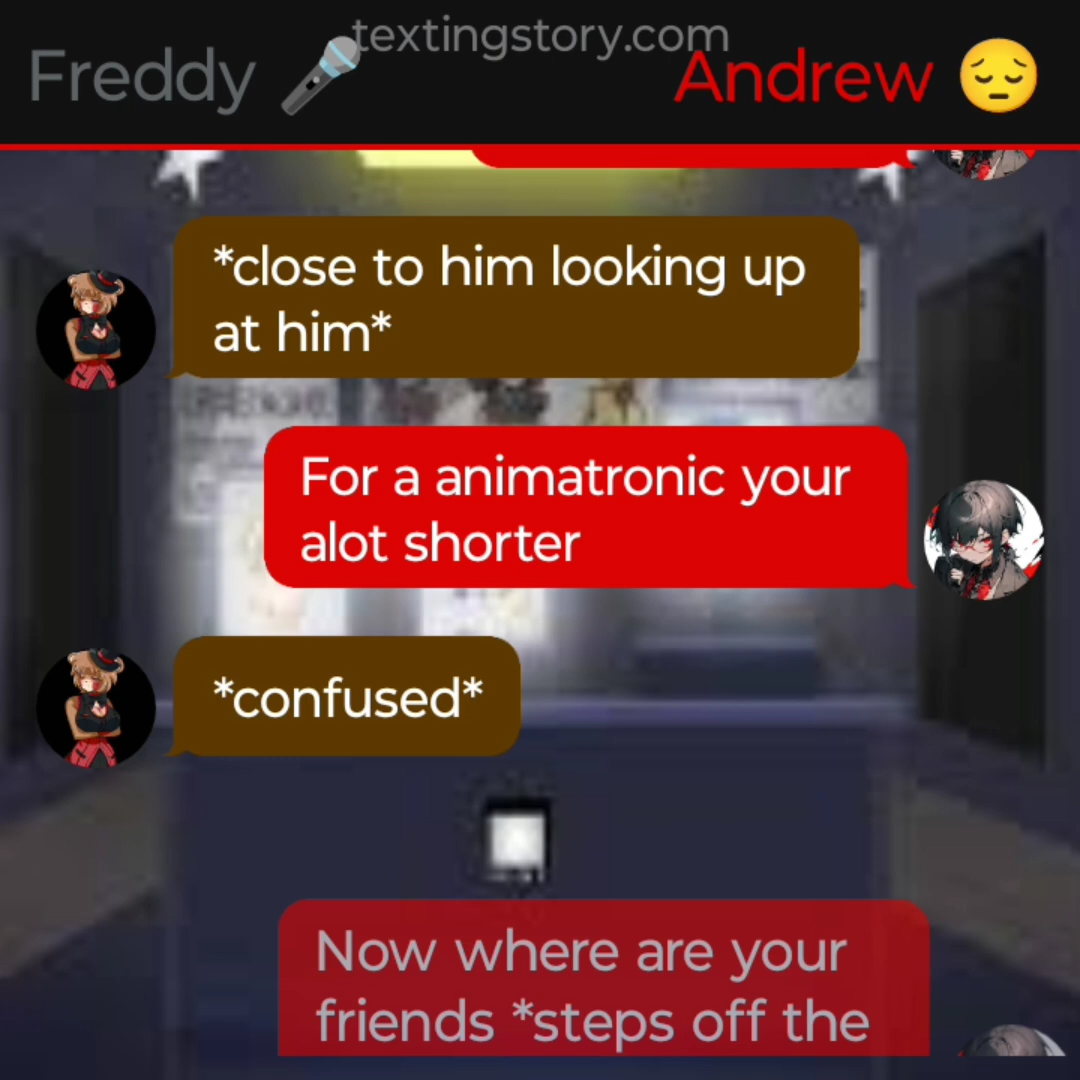 textingstory.com
Freddy 🎤
Andrew 😔
*close to him looking up
at him*
For a animatronic your
alot shorter
*confused*
Now where are your
friends *steps off the